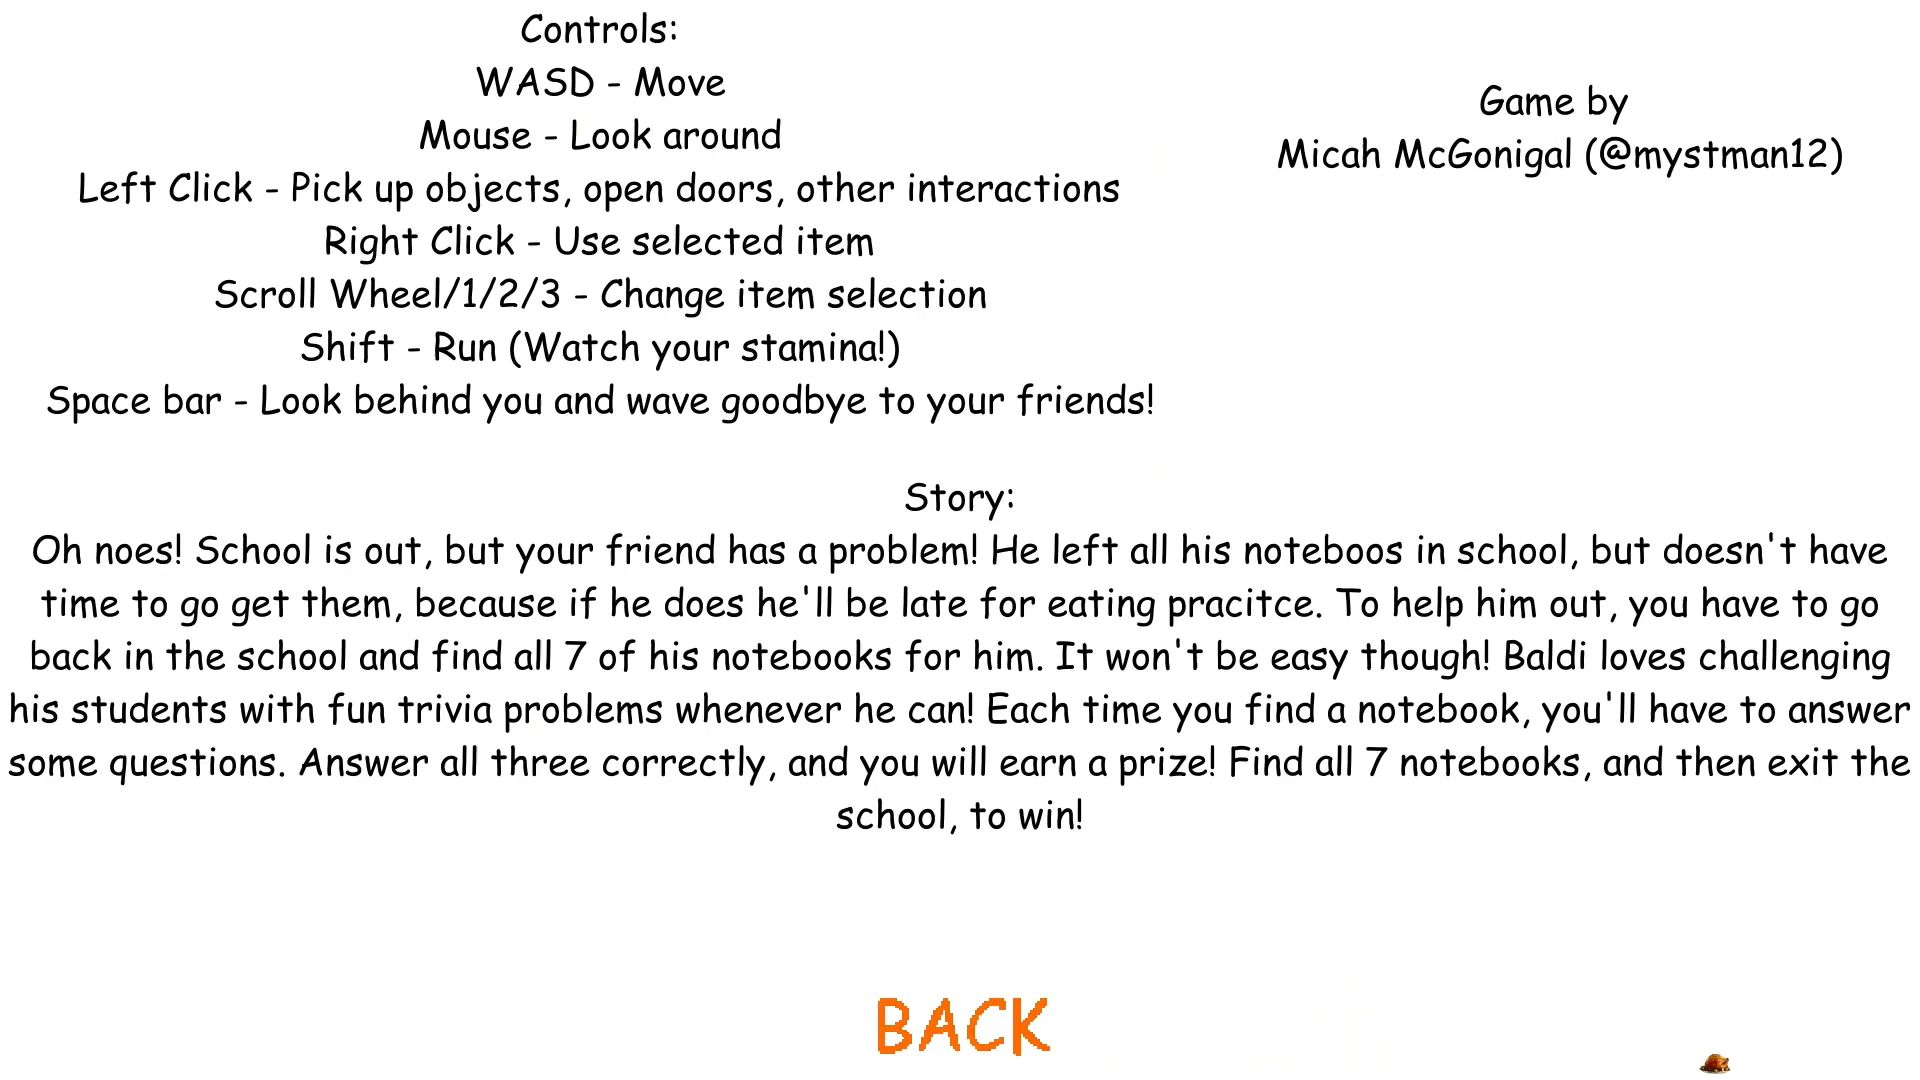 Controls:
WASD - Move
Mouse - Look around
Left Click - Pick up objects, open doors, other interactions
Right Click - Use selected item
Scroll Wheel/1/2/3 - Change item selection
Shift - Run (Watch your stamina!)
Space bar - Look behind you and wave goodbye to your friends!
Game by
Micah McGonigal (@mystman12)
Story:
Oh noes! School is out, but your friend has a problem! He left all his noteboos in school, but doesn't have
time to go get them, because if he does he'll be late for eating pracitce. To help him out, you have to go
back in the school and find all 7 of his notebooks for him. It won't be easy though! Baldi loves challenging
his students with fun trivia problems whenever he can! Each time you find a notebook, you'll have to answer
some questions. Answer all three correctly, and you will earn a prize! Find all 7 notebooks, and then exit the
school, to win!
BACK